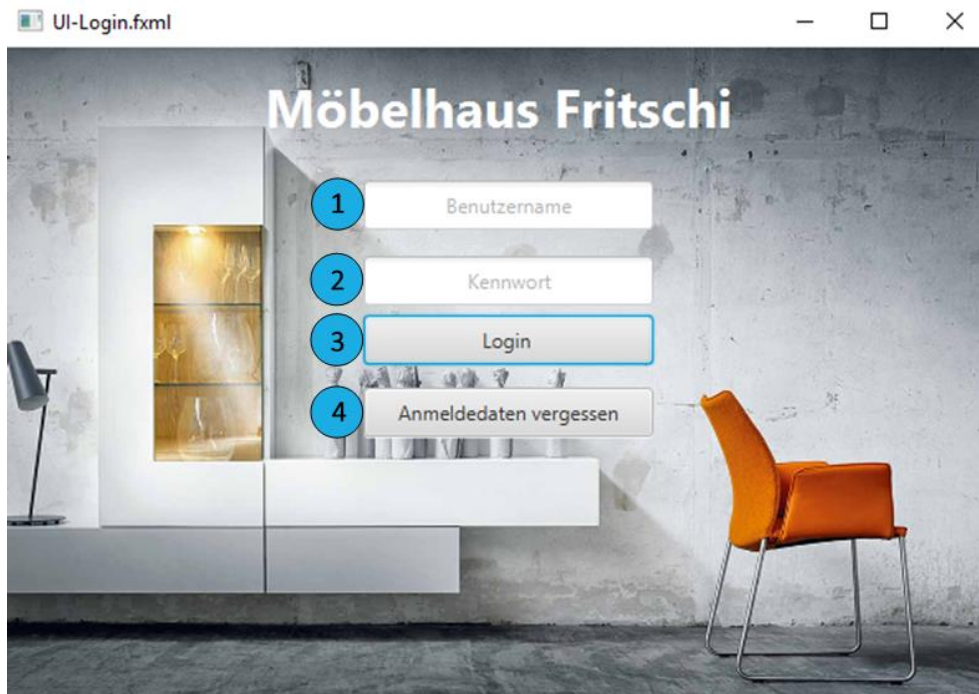 UI-Login.fxml
Möbelhaus Fritschi
1 Benutzername
2 Kennwort
3 Login
4 Anmeldedaten vergessen